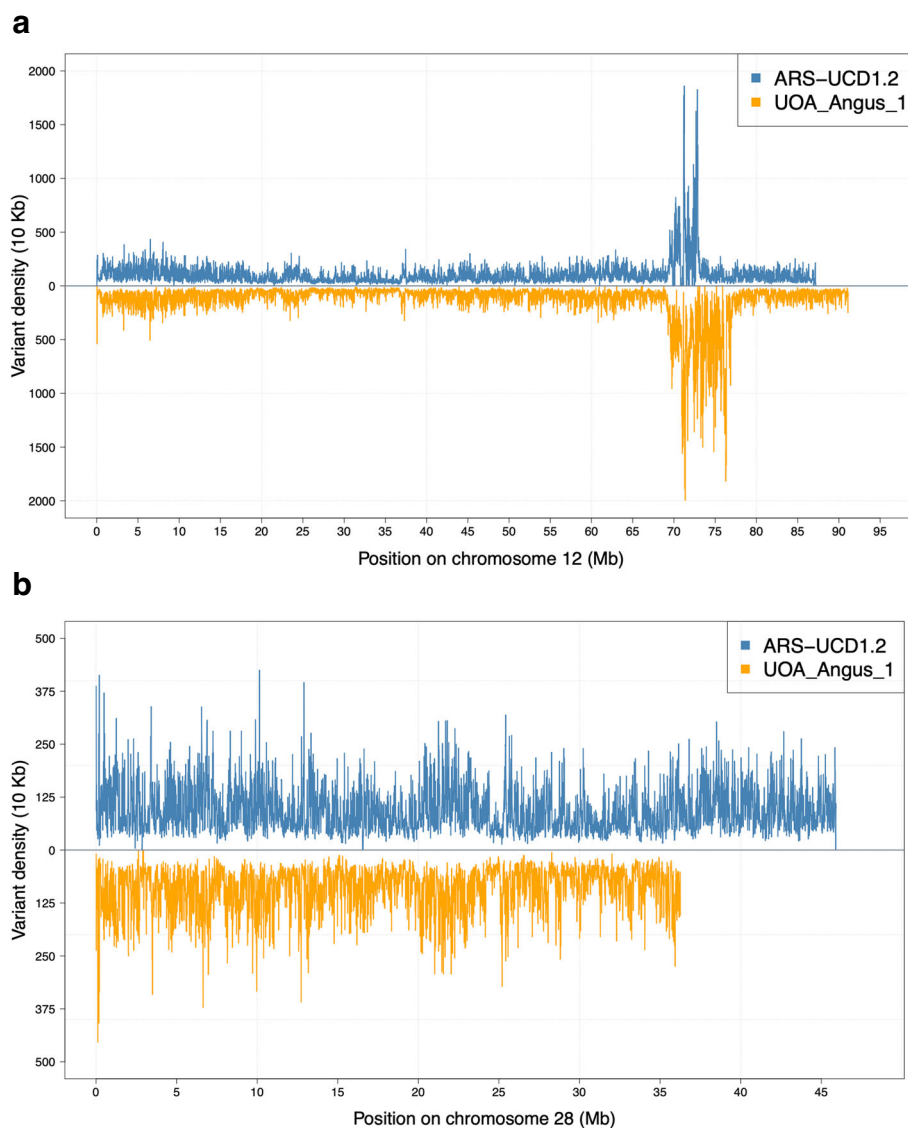 a
ARS−UCD1.2
UOA_Angus_1
Variant density (10 Kb)
2000
1500
1000
500
0
500
1000
1500
2000
0 5 10 15 20 25 30 35 40 45 50 55 60 65 70 75 80 85 90 95
Position on chromosome 12 (Mb)
b
ARS−UCD1.2
UOA_Angus_1
Variant density (10 Kb)
500
375
250
125
0
125
250
375
500
0 5 10 15 20 25 30 35 40 45
Position on chromosome 28 (Mb)